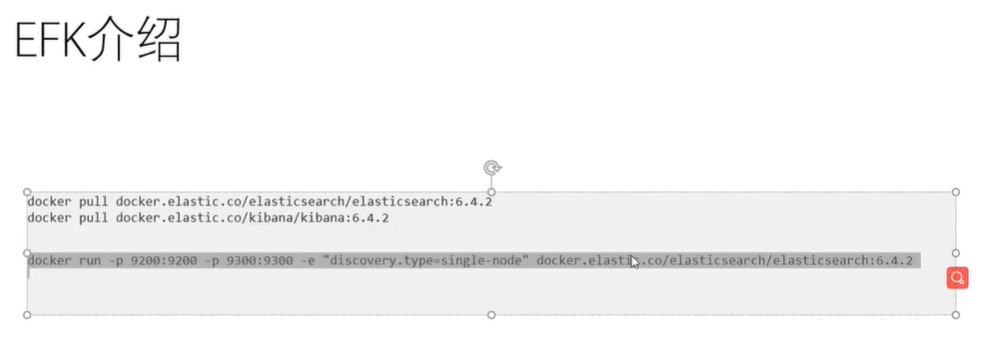 EFK介绍
docker pull docker.elastic.co/elasticsearch/elasticsearch:6.4.2
docker pull docker.elastic.co/kibana/kibana:6.4.2
docker run -p 9200:9200 -p 9300:9300 -e "discovery.type=single-node" docker.elastic.co/elasticsearch/elasticsearch:6.4.2